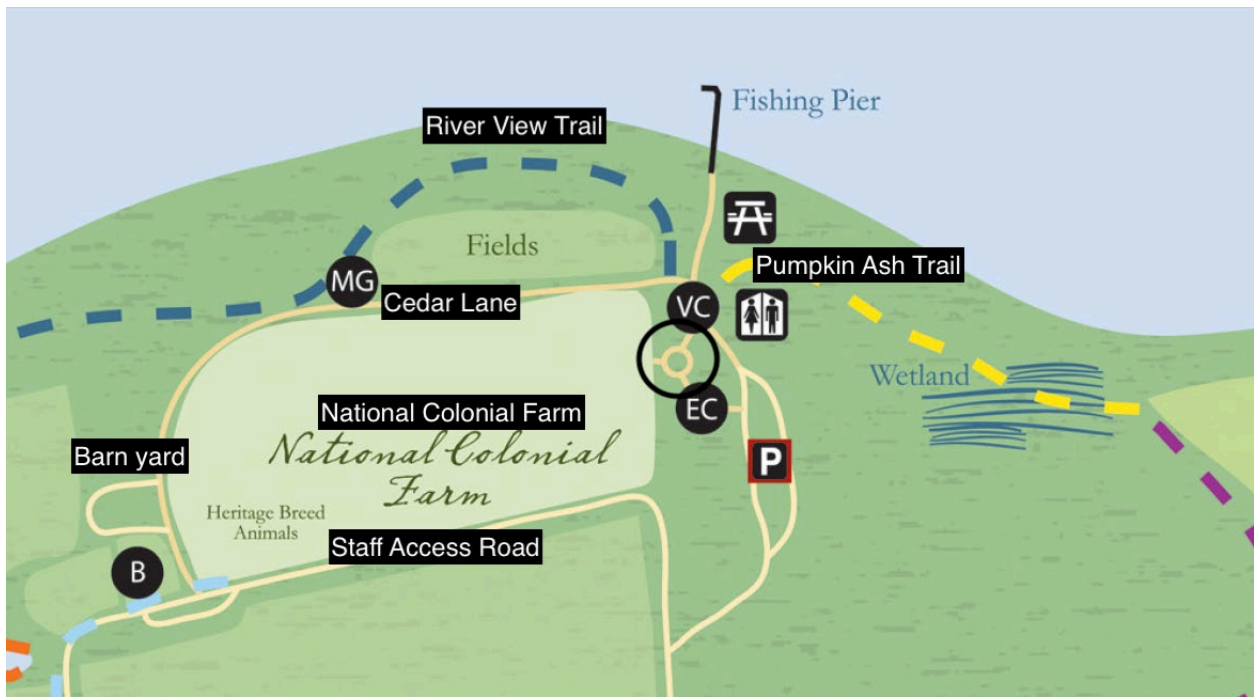 Fishing Pier
River View Trail
Fields
Pumpkin Ash Trail
MG
Cedar Lane
VC
Wetland
National Colonial Farm
EC
National Colonial
Farm
Barn yard
P
Heritage Breed
Animals
Staff Access Road
B